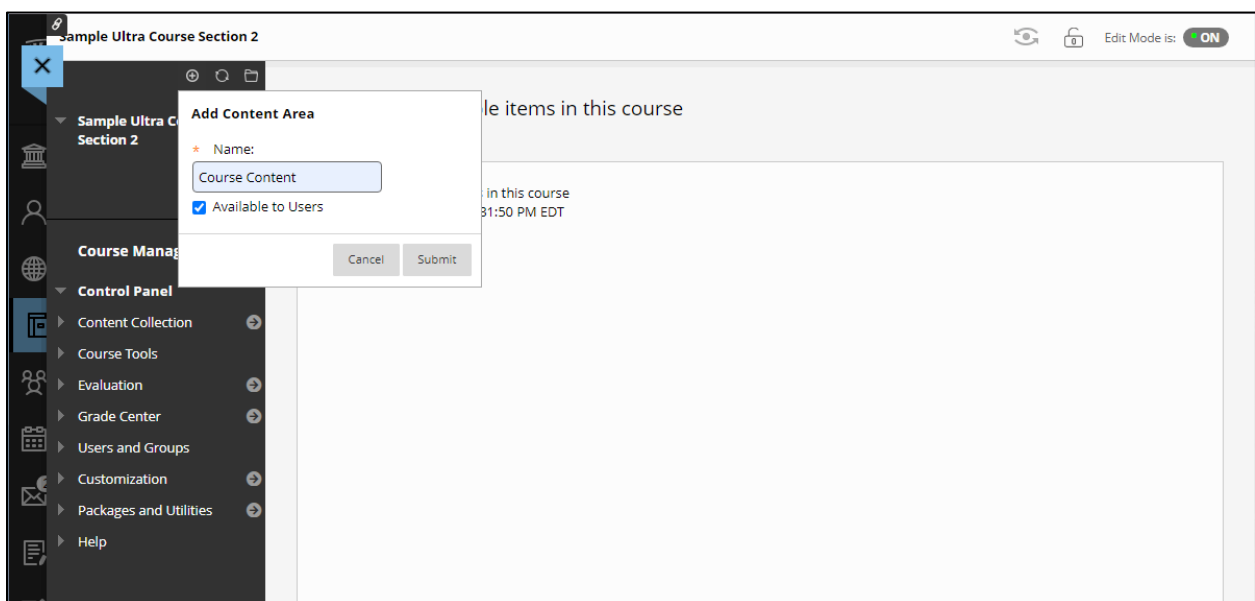 Sample Ultra Course Section 2
0
Edit Mode is: ON
Sample Ultra
Section 2
Add Content Area
* Name:
Course Content
Available to Users
Cancel Submit
items in this course
in this course
31:50 PM EDT
Course
Control Panel
Content Collection
Course Tools
Evaluation
Grade Center
Users and Groups
Customization
Packages and Utilities
Help